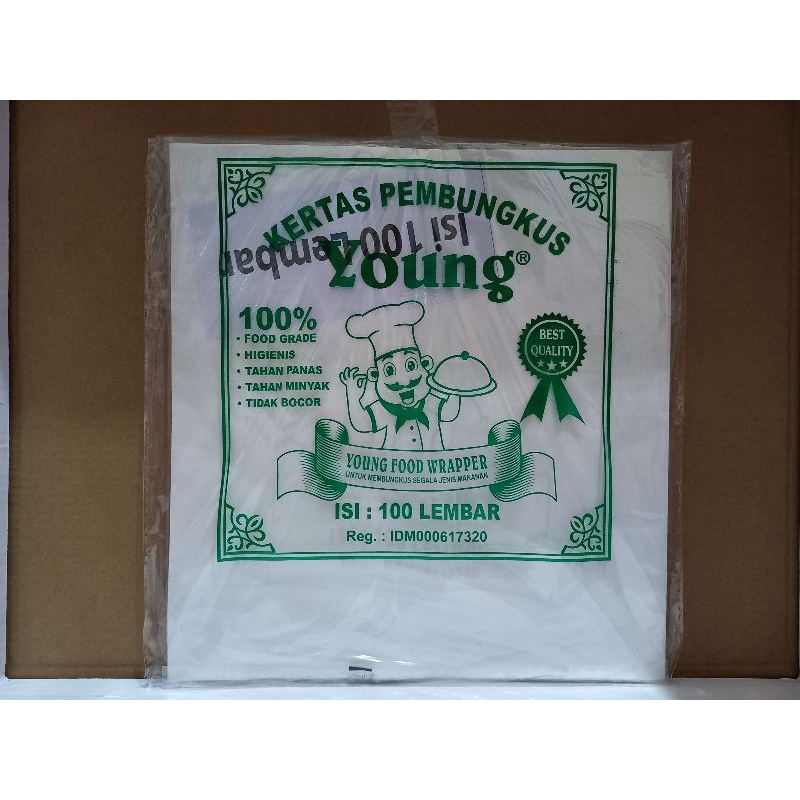 KERTAS PEMBUNGKUS
Isi 100 Lembar
Young®
100%
• FOOD GRADE
• HIGIENIS
• TAHAN PANAS
• TAHAN MINYAK
• TIDAK BOCOR
BEST
QUALITY
YOUNG FOOD WRAPPER
UNTUK MEMBUNGKUS SEGALA JENIS MAKANAN
ISI : 100 LEMBAR
Reg. : IDM000617320